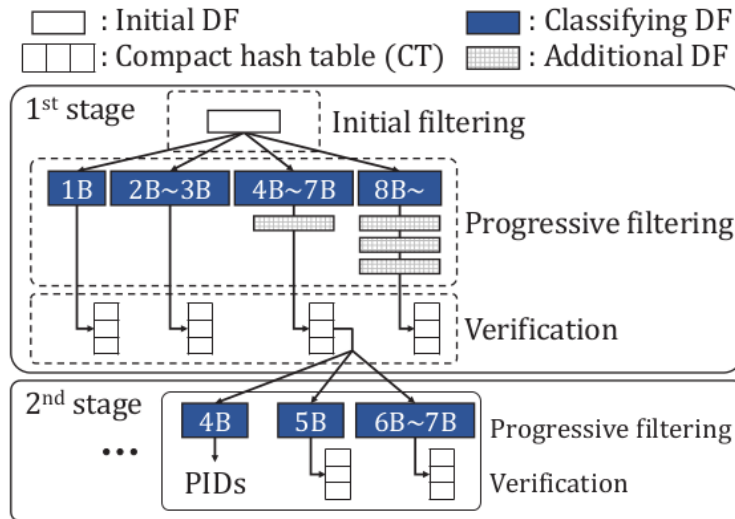 : Initial DF
: Classifying DF
: Compact hash table (CT)
: Additional DF
1st stage
Initial filtering
1B
2B~3B
4B~7B
8B~
Progressive filtering
Verification
2nd stage
4B
5B
6B~7B
Progressive filtering
...
PIDs
Verification